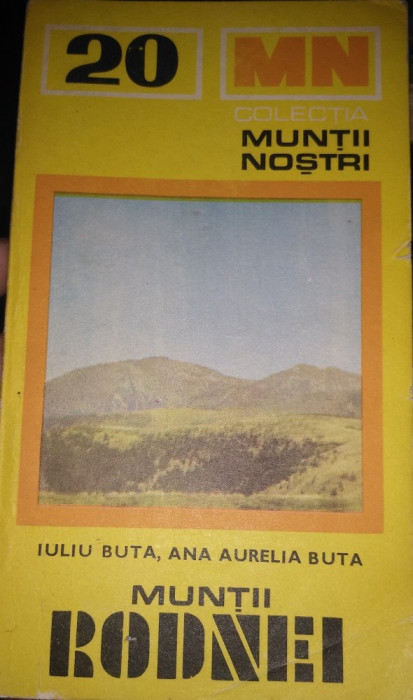 20 MN
COLECȚIA
MUNȚII
NOȘTRI
IULIU BUTA, ANA AURELIA BUTA
MUNȚII
RODNEI